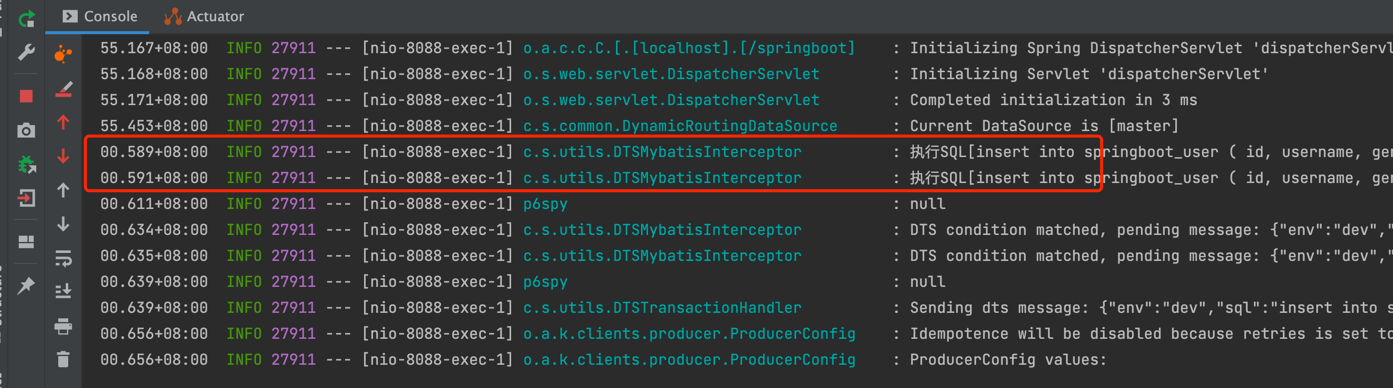 Console Actuator
55.167+08:00 INFO 27911 --- [nio-8088-exec-1] o.a.c.c.C.[.[localhost].[/springboot] : Initializing Spring DispatcherServlet 'dispatcherServl
55.168+08:00 INFO 27911 --- [nio-8088-exec-1] o.s.web.servlet.DispatcherServlet : Initializing Servlet 'dispatcherServlet'
55.171+08:00 INFO 27911 --- [nio-8088-exec-1] o.s.web.servlet.DispatcherServlet : Completed initialization in 3 ms
55.453+08:00 INFO 27911 --- [nio-8088-exec-1] c.s.common.DynamicRoutingDataSource : Current DataSource is [master]
00.589+08:00 INFO 27911 --- [nio-8088-exec-1] c.s.utils.DTSMybatisInterceptor : 执行SQL[insert into springboot_user ( id, username, gen
00.591+08:00 INFO 27911 --- [nio-8088-exec-1] c.s.utils.DTSMybatisInterceptor : 执行SQL[insert into springboot_user ( id, username, gen
00.611+08:00 INFO 27911 --- [nio-8088-exec-1] p6spy : null
00.634+08:00 INFO 27911 --- [nio-8088-exec-1] c.s.utils.DTSMybatisInterceptor : DTS condition matched, pending message: {"env":"dev","
00.635+08:00 INFO 27911 --- [nio-8088-exec-1] c.s.utils.DTSMybatisInterceptor : DTS condition matched, pending message: {"env":"dev","
00.639+08:00 INFO 27911 --- [nio-8088-exec-1] p6spy : null
00.639+08:00 INFO 27911 --- [nio-8088-exec-1] c.s.utils.DTSTransactionHandler : Sending dts message: {"env":"dev","sql":"insert into s
00.656+08:00 INFO 27911 --- [nio-8088-exec-1] o.a.k.clients.producer.ProducerConfig : Idempotence will be disabled because retries is set to
00.656+08:00 INFO 27911 --- [nio-8088-exec-1] o.a.k.clients.producer.ProducerConfig : ProducerConfig values: